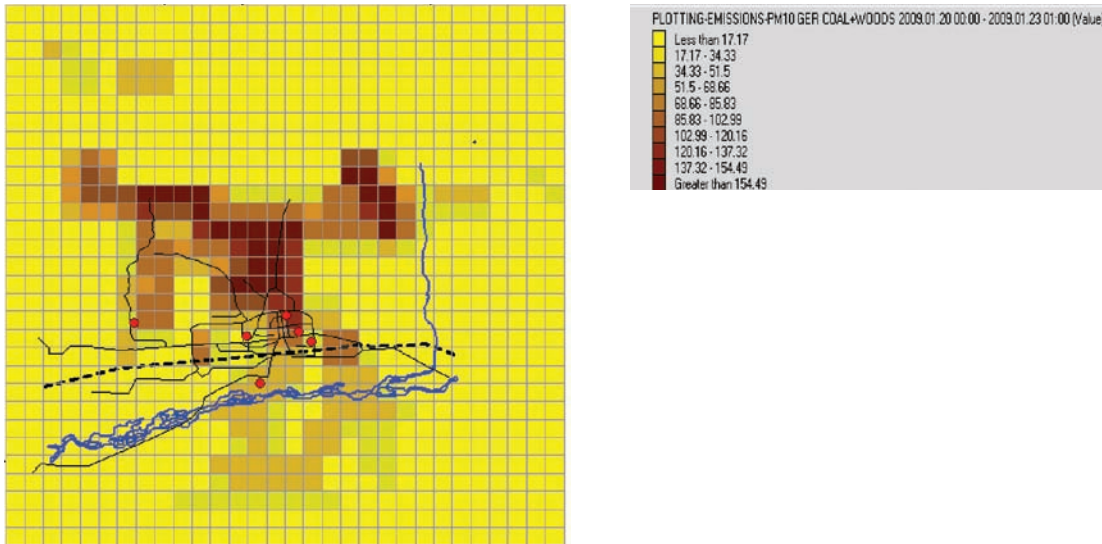 PLOTTING-EMISSIONS-PM10 GER COAL+WOODS 2009.01.20 00:00 - 2009.01.23 01:00 (Value
Less than 17.17
17.17 - 34.33
34.33 - 51.5
51.5 - 68.66
68.66 - 85.83
85.83 - 102.99
102.99 - 120.16
120.16 - 137.32
137.32 - 154.49
Greater than 154.49